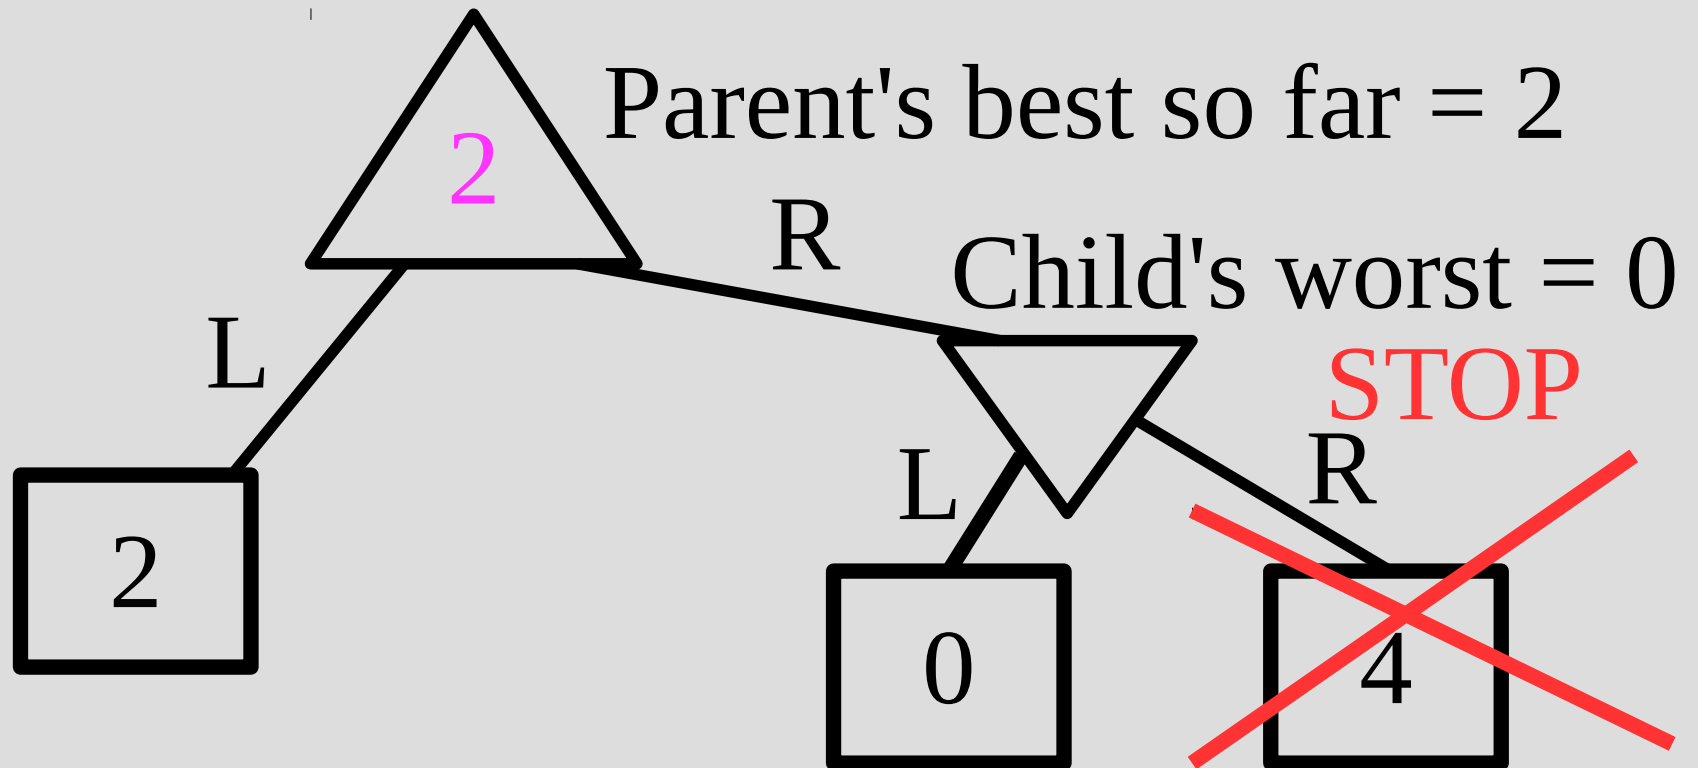 Parent's best so far = 2
2
R
Child's worst = 0
L
STOP
R
L
2
0
4